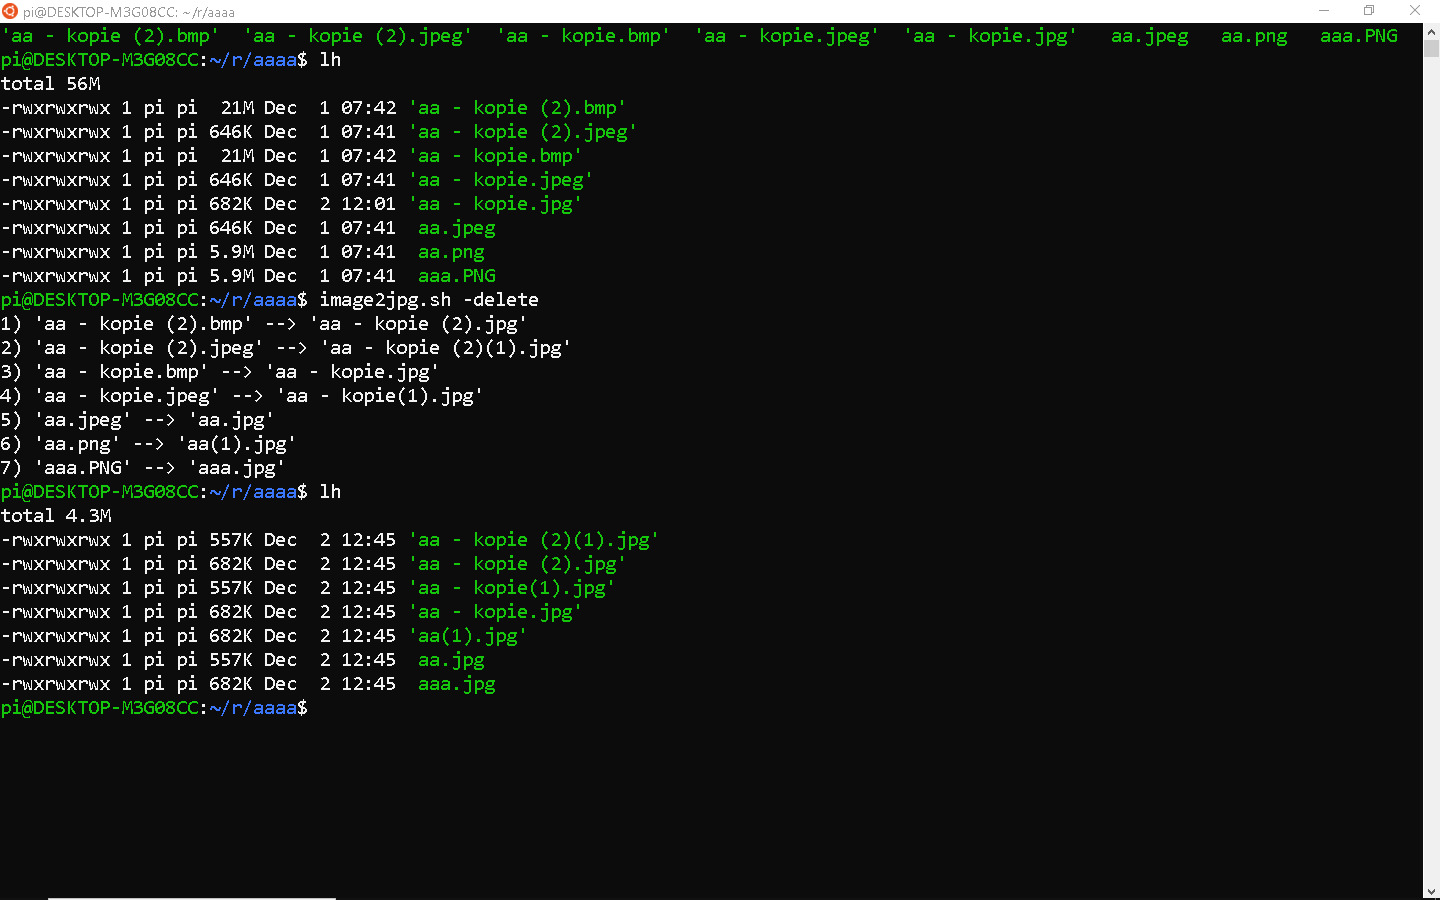 pi@DESKTOP-M3G08CC: ~/r/aaaa
'aa - kopie (2).bmp'  'aa - kopie (2).jpeg'  'aa - kopie.bmp'  'aa - kopie.jpeg'  'aa - kopie.jpg'   aa.jpeg   aa.png   aaa.PNG
pi@DESKTOP-M3G08CC:~/r/aaaa$ lh
total 56M
-rwxrwxrwx 1 pi pi  21M Dec  1 07:42 'aa - kopie (2).bmp'
-rwxrwxrwx 1 pi pi 646K Dec  1 07:41 'aa - kopie (2).jpeg'
-rwxrwxrwx 1 pi pi  21M Dec  1 07:42 'aa - kopie.bmp'
-rwxrwxrwx 1 pi pi 646K Dec  1 07:41 'aa - kopie.jpeg'
-rwxrwxrwx 1 pi pi 682K Dec  2 12:01 'aa - kopie.jpg'
-rwxrwxrwx 1 pi pi 646K Dec  1 07:41  aa.jpeg
-rwxrwxrwx 1 pi pi 5.9M Dec  1 07:41  aa.png
-rwxrwxrwx 1 pi pi 5.9M Dec  1 07:41  aaa.PNG
pi@DESKTOP-M3G08CC:~/r/aaaa$ image2jpg.sh -delete
1) 'aa - kopie (2).bmp' --> 'aa - kopie (2).jpg'
2) 'aa - kopie (2).jpeg' --> 'aa - kopie (2)(1).jpg'
3) 'aa - kopie.bmp' --> 'aa - kopie.jpg'
4) 'aa - kopie.jpeg' --> 'aa - kopie(1).jpg'
5) 'aa.jpeg' --> 'aa.jpg'
6) 'aa.png' --> 'aa(1).jpg'
7) 'aaa.PNG' --> 'aaa.jpg'
pi@DESKTOP-M3G08CC:~/r/aaaa$ lh
total 4.3M
-rwxrwxrwx 1 pi pi 557K Dec  2 12:45 'aa - kopie (2)(1).jpg'
-rwxrwxrwx 1 pi pi 682K Dec  2 12:45 'aa - kopie (2).jpg'
-rwxrwxrwx 1 pi pi 557K Dec  2 12:45 'aa - kopie(1).jpg'
-rwxrwxrwx 1 pi pi 682K Dec  2 12:45 'aa - kopie.jpg'
-rwxrwxrwx 1 pi pi 682K Dec  2 12:45 'aa(1).jpg'
-rwxrwxrwx 1 pi pi 557K Dec  2 12:45  aa.jpg
-rwxrwxrwx 1 pi pi 682K Dec  2 12:45  aaa.jpg
pi@DESKTOP-M3G08CC:~/r/aaaa$